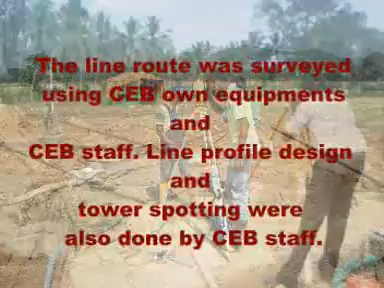 The line route was surveyed
using CEB own equipments
and
CEB staff. Line profile design
and
tower spotting were
also done by CEB staff.